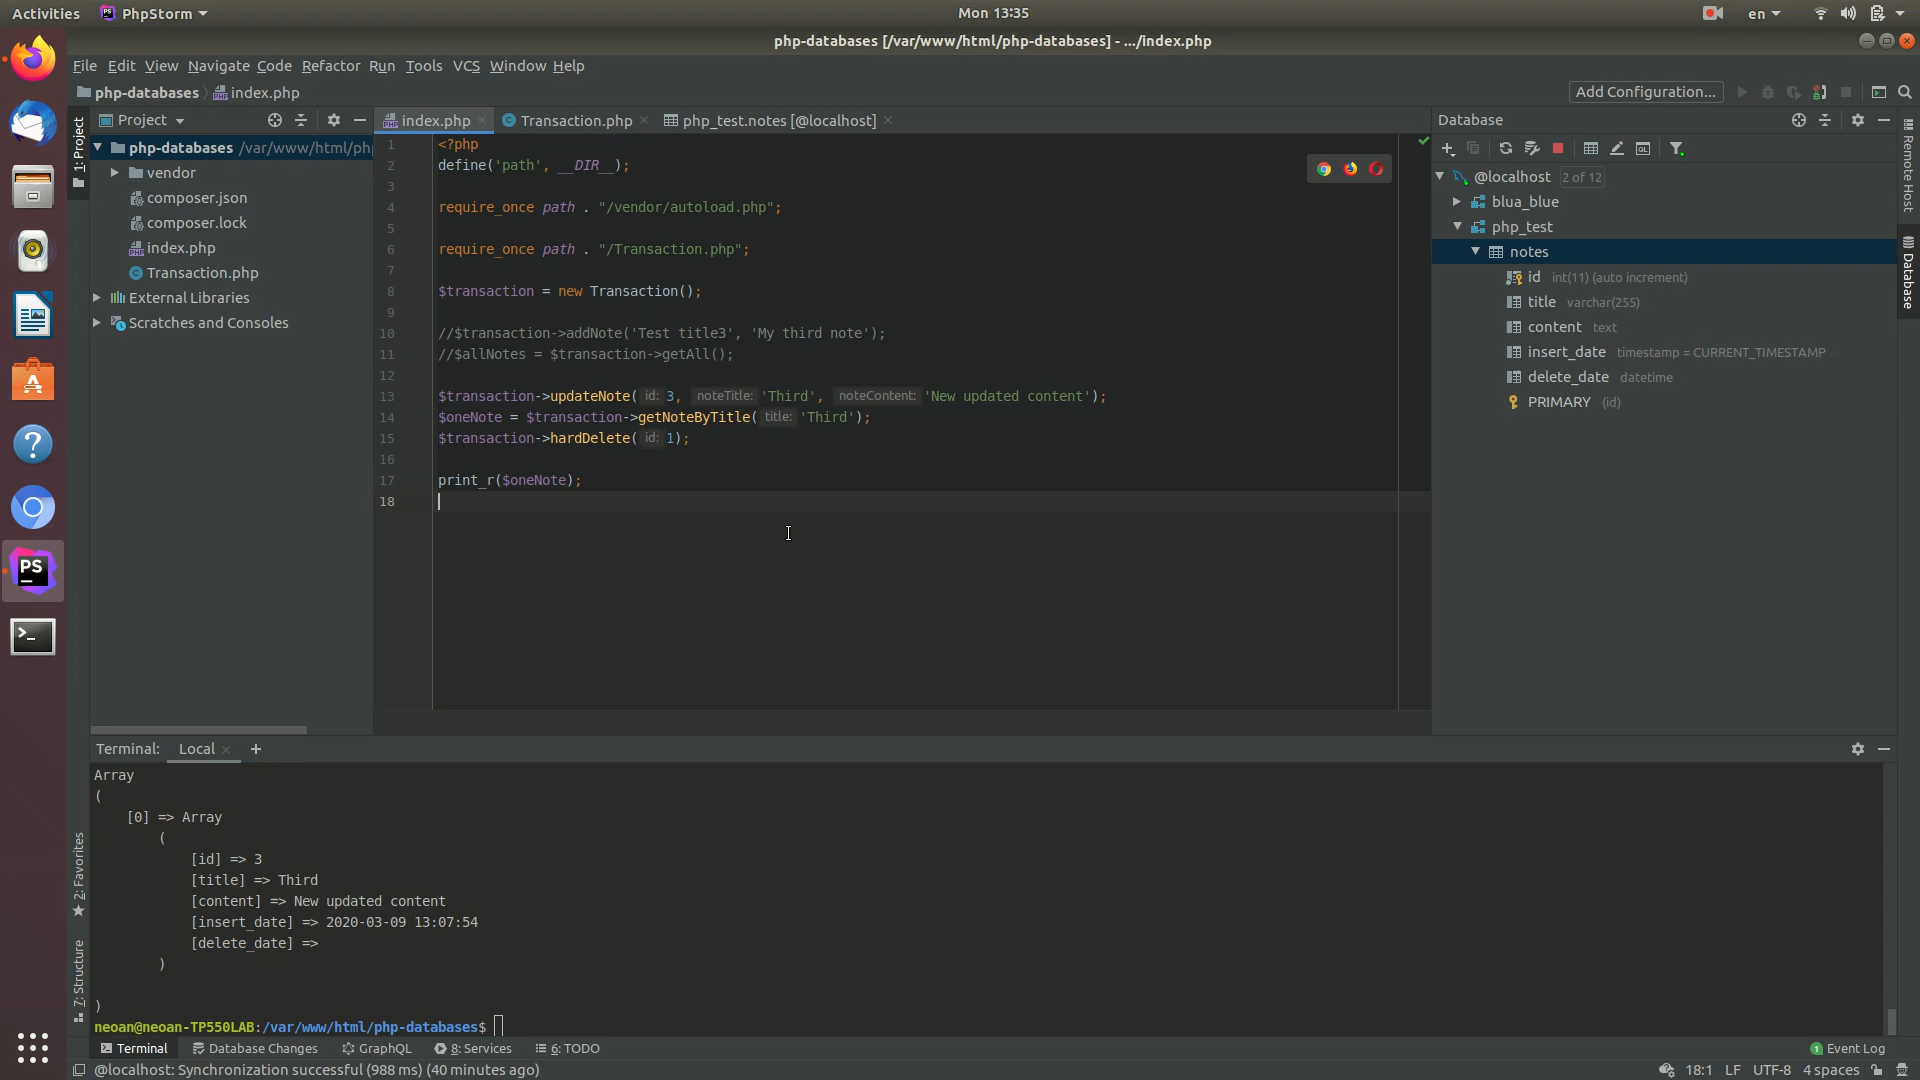 Activities PhpStorm Mon 13:35 en
php-databases [/var/www/html/php-databases] - .../index.php
File Edit View Navigate Code Refactor Run Tools VCS Window Help
php-databases index.php Add Configuration...
1: Project
Project
php-databases /var/www/html/ph
vendor
composer.json
composer.lock
index.php
Transaction.php
External Libraries
Scratches and Consoles
index.php Transaction.php php_test.notes [@localhost]
1 <?php
2 define('path', __DIR__);
3
4 require_once path . "/vendor/autoload.php";
5
6 require_once path . "/Transaction.php";
7
8 $transaction = new Transaction();
9
10 //$transaction->addNote('Test title3', 'My third note');
11 //$allNotes = $transaction->getAll();
12
13 $transaction->updateNote( id: 3, noteTitle: 'Third', noteContent: 'New updated content');
14 $oneNote = $transaction->getNoteByTitle( title: 'Third');
15 $transaction->hardDelete( id: 1);
16
17 print_r($oneNote);
18
Database
@localhost 2 of 12
blua_blue
php_test
notes
id int(11) (auto increment)
title varchar(255)
content text
insert_date timestamp = CURRENT_TIMESTAMP
delete_date datetime
PRIMARY (id)
Remote Host
Database
PS
Terminal: Local +
Array
(
[0] => Array
(
[id] => 3
[title] => Third
[content] => New updated content
[insert_date] => 2020-03-09 13:07:54
[delete_date] =>
)
)
neoan@neoan-TP550LAB:/var/www/html/php-databases$
2: Favorites
7: Structure
Terminal Database Changes GraphQL 8: Services 6: TODO 1 Event Log
@localhost: Synchronization successful (988 ms) (40 minutes ago) 18:1 LF UTF-8 4 spaces